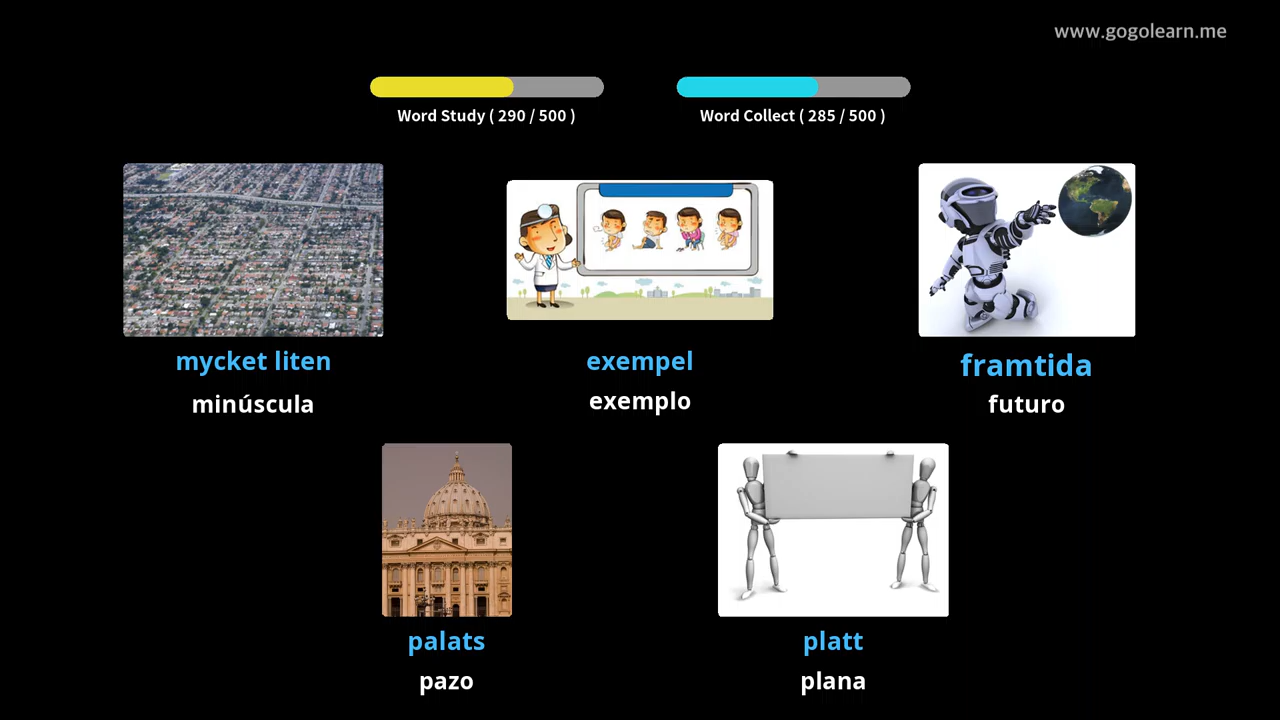 www.gogolearn.me
Word Study ( 290 / 500 )
Word Collect ( 285 / 500 )
mycket liten
minúscula
exempel
exemplo
framtida
futuro
palats
pazo
platt
plana